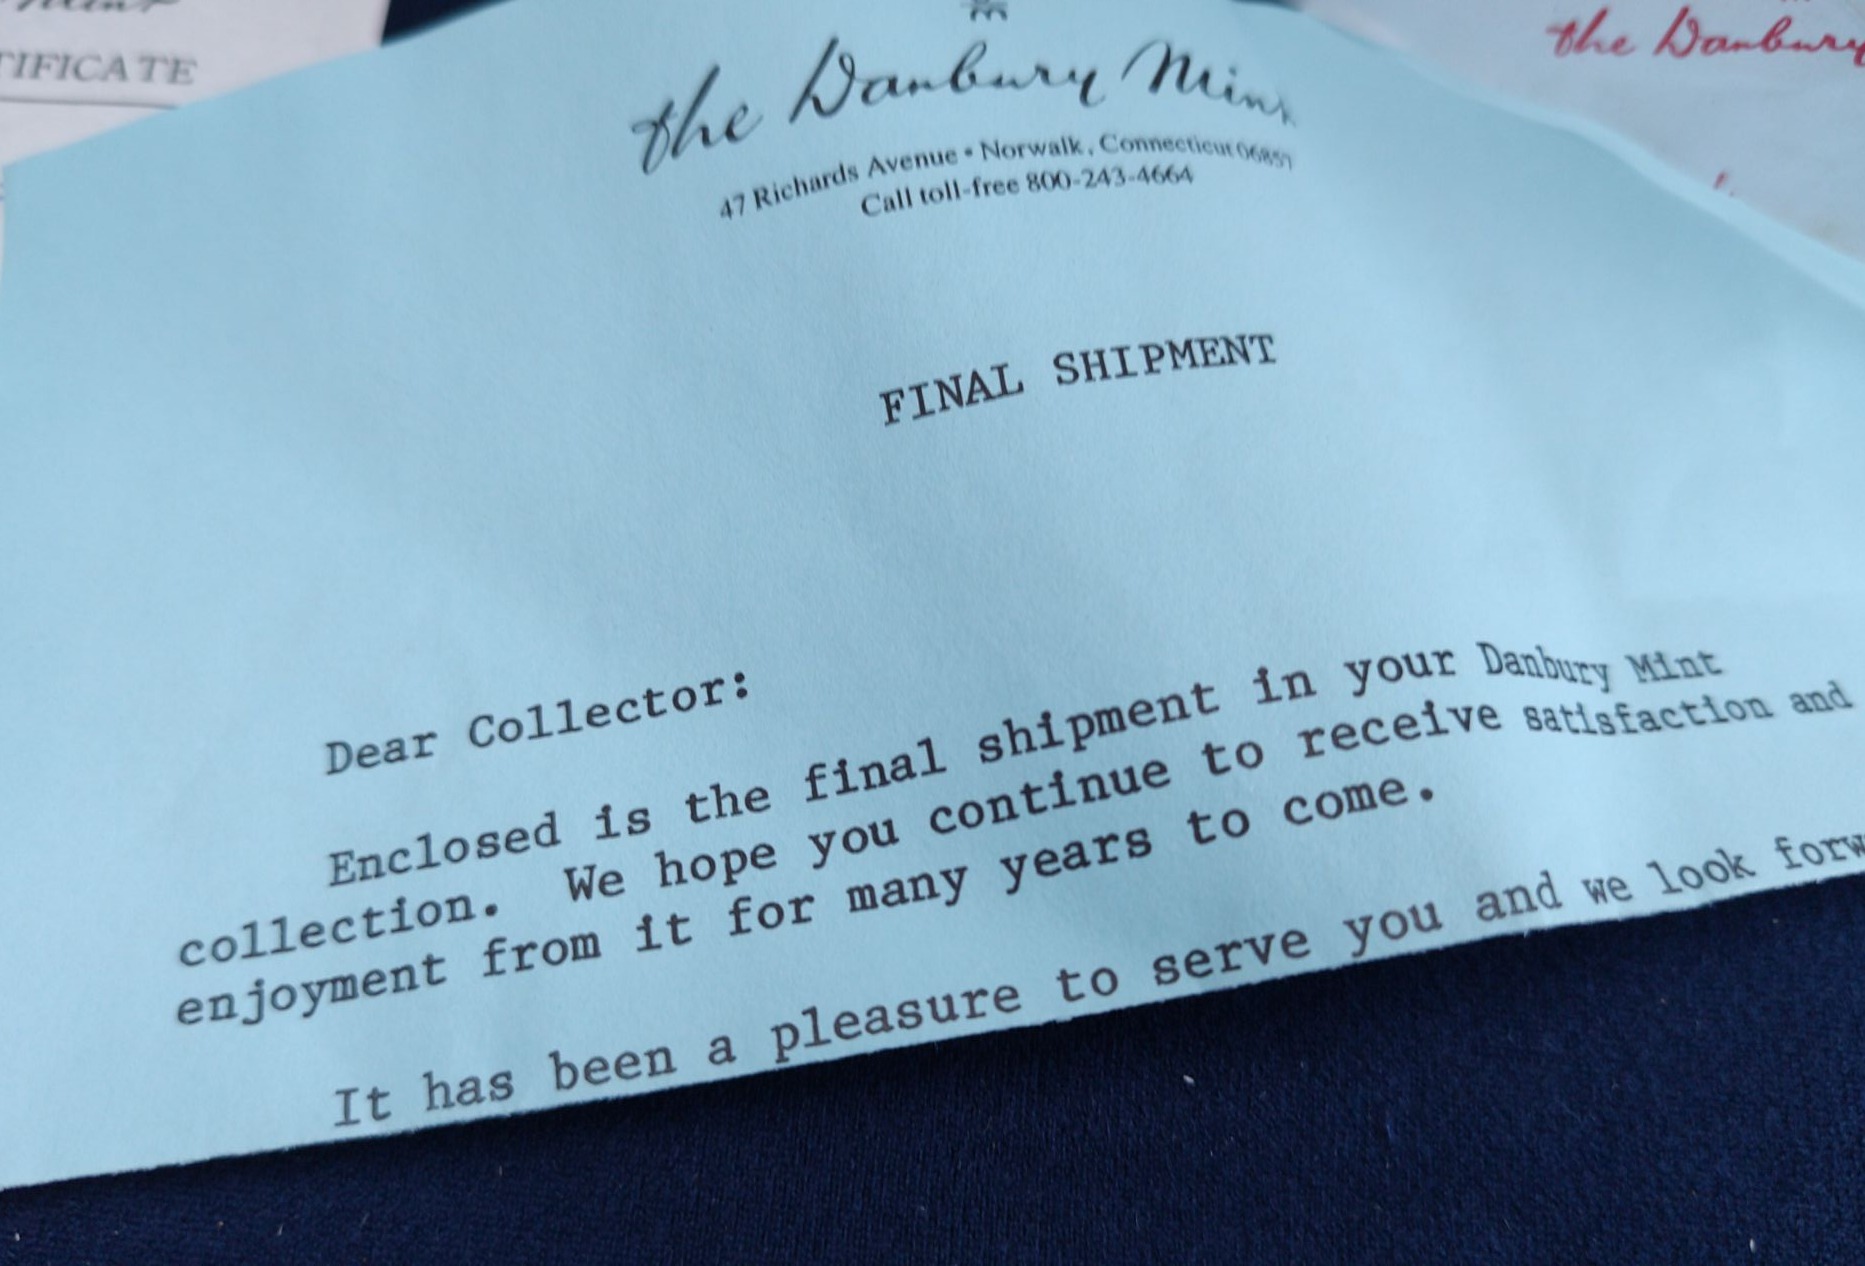 TIFICATE
the Danbury
the Danbury Mint
47 Richards Avenue • Norwalk, Connecticut 06857
Call toll-free 800-243-4664
FINAL SHIPMENT
Dear Collector:
Enclosed is the final shipment in your Danbury Mint
collection. We hope you continue to receive satisfaction and
enjoyment from it for many years to come.
It has been a pleasure to serve you and we look forw